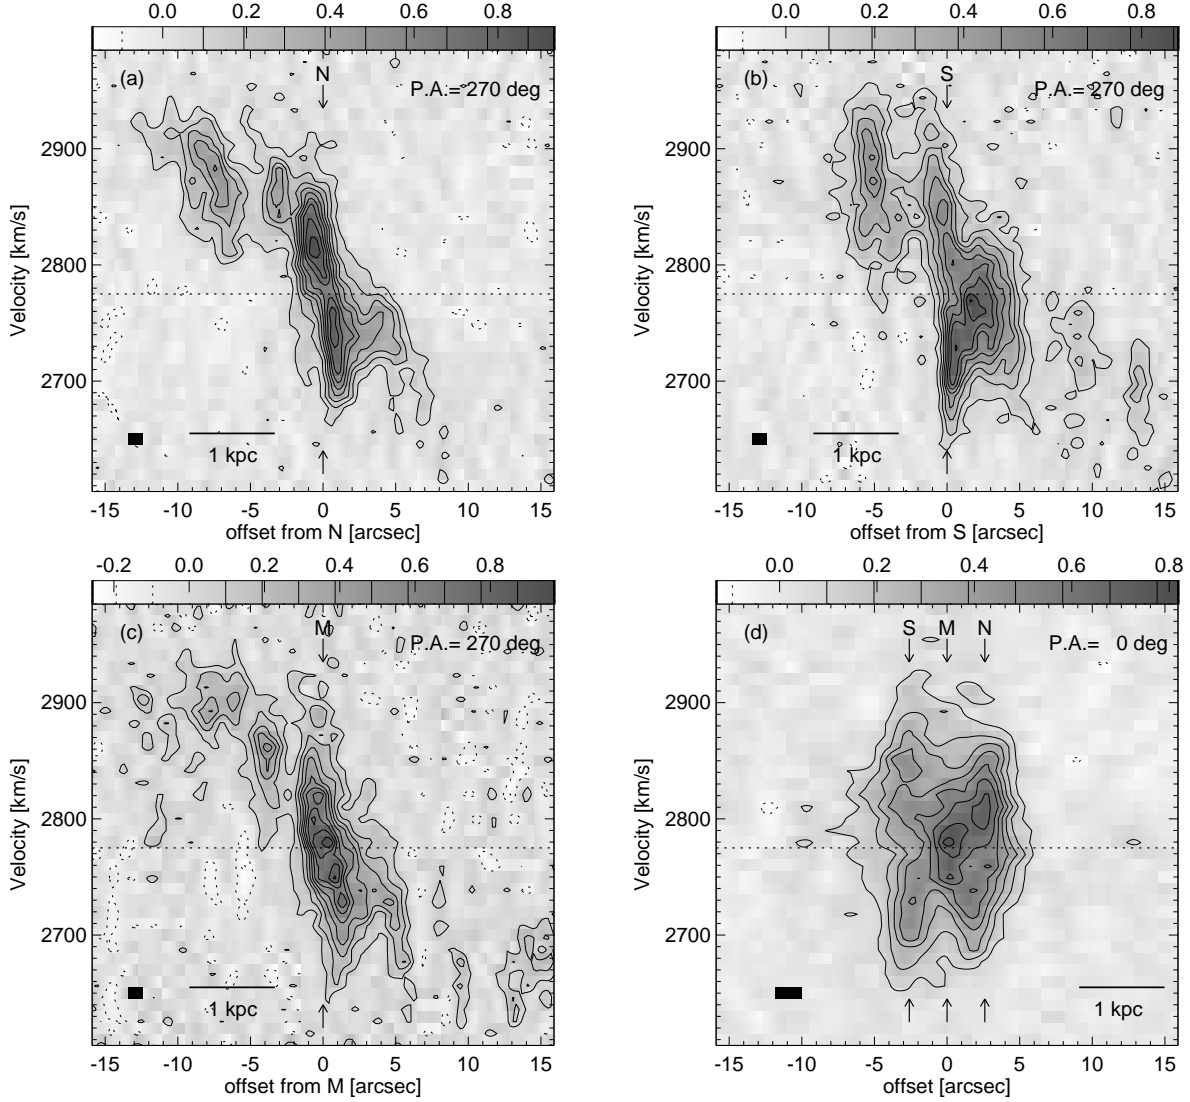 0.0 0.2 0.4 0.6 0.8
(a) N P.A.= 270 deg
Velocity [km/s]
2900
2800
2700
1 kpc
-15 -10 -5 0 5 10 15
offset from N [arcsec]
0.0 0.2 0.4 0.6 0.8
(b) S P.A.= 270 deg
Velocity [km/s]
2900
2800
2700
1 kpc
-15 -10 -5 0 5 10 15
offset from S [arcsec]
-0.2 0.0 0.2 0.4 0.6 0.8
(c) M P.A.= 270 deg
Velocity [km/s]
2900
2800
2700
1 kpc
-15 -10 -5 0 5 10 15
offset from M [arcsec]
0.0 0.2 0.4 0.6 0.8
(d) S M N P.A.= 0 deg
Velocity [km/s]
2900
2800
2700
1 kpc
-15 -10 -5 0 5 10 15
offset [arcsec]